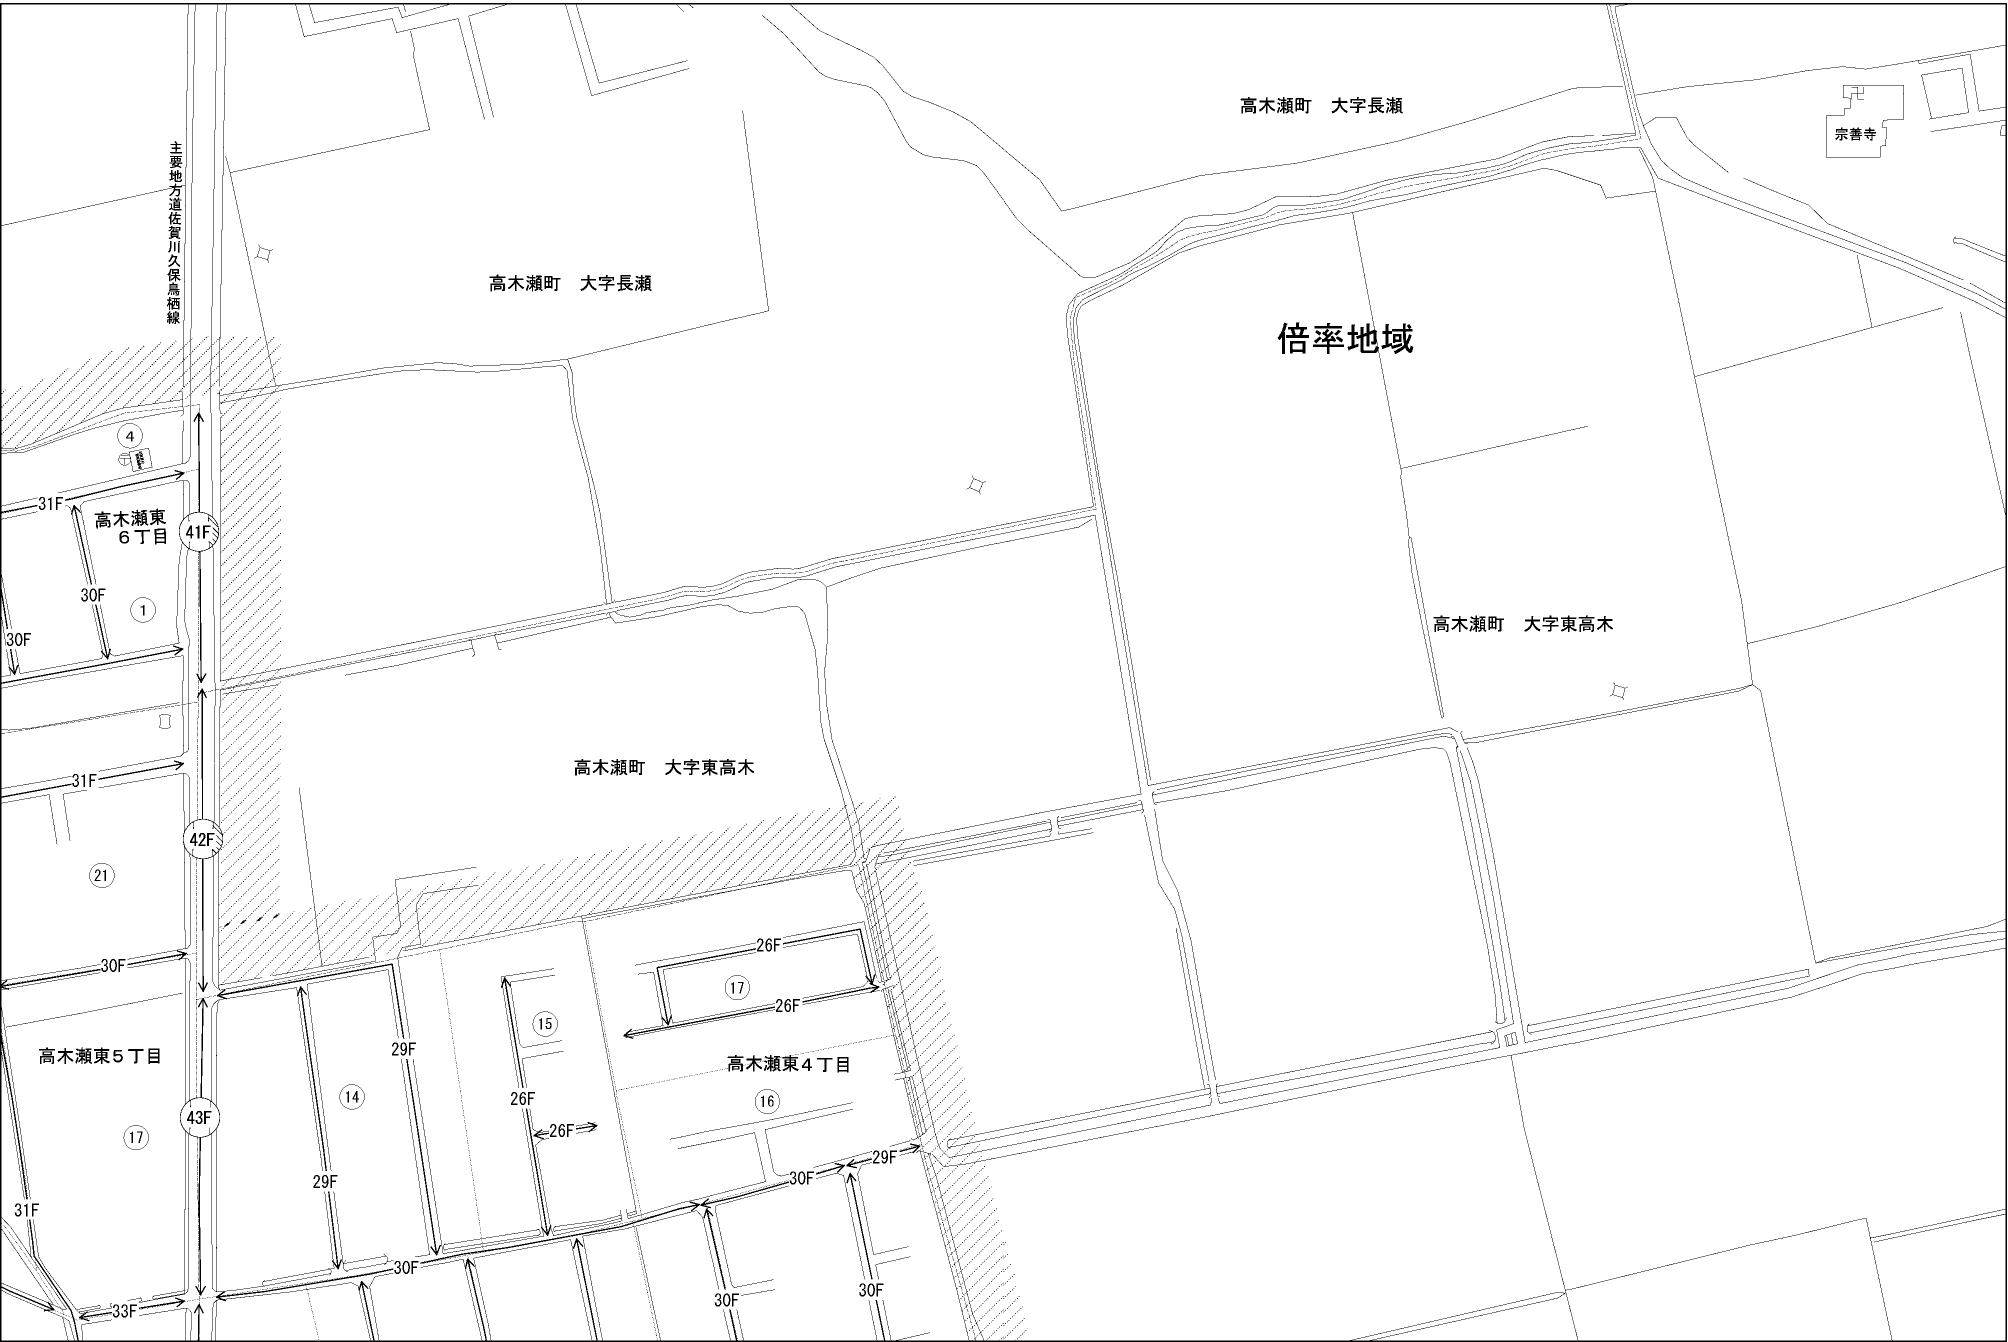 高木瀬町　大字長瀬
宗善寺
主要地方道佐賀川久保鳥栖線
高木瀬町　大字長瀬
倍率地域
4
31F
高木瀬東
６丁目
41F
30F
1
30F
高木瀬町　大字東高木
高木瀬町　大字東高木
31F
42F
21
26F
30F
17
26F
15
高木瀬東５丁目
29F
高木瀬東４丁目
14
26F
16
43F
17
26F
29F
30F
29F
31F
30F
30F
30F
33F